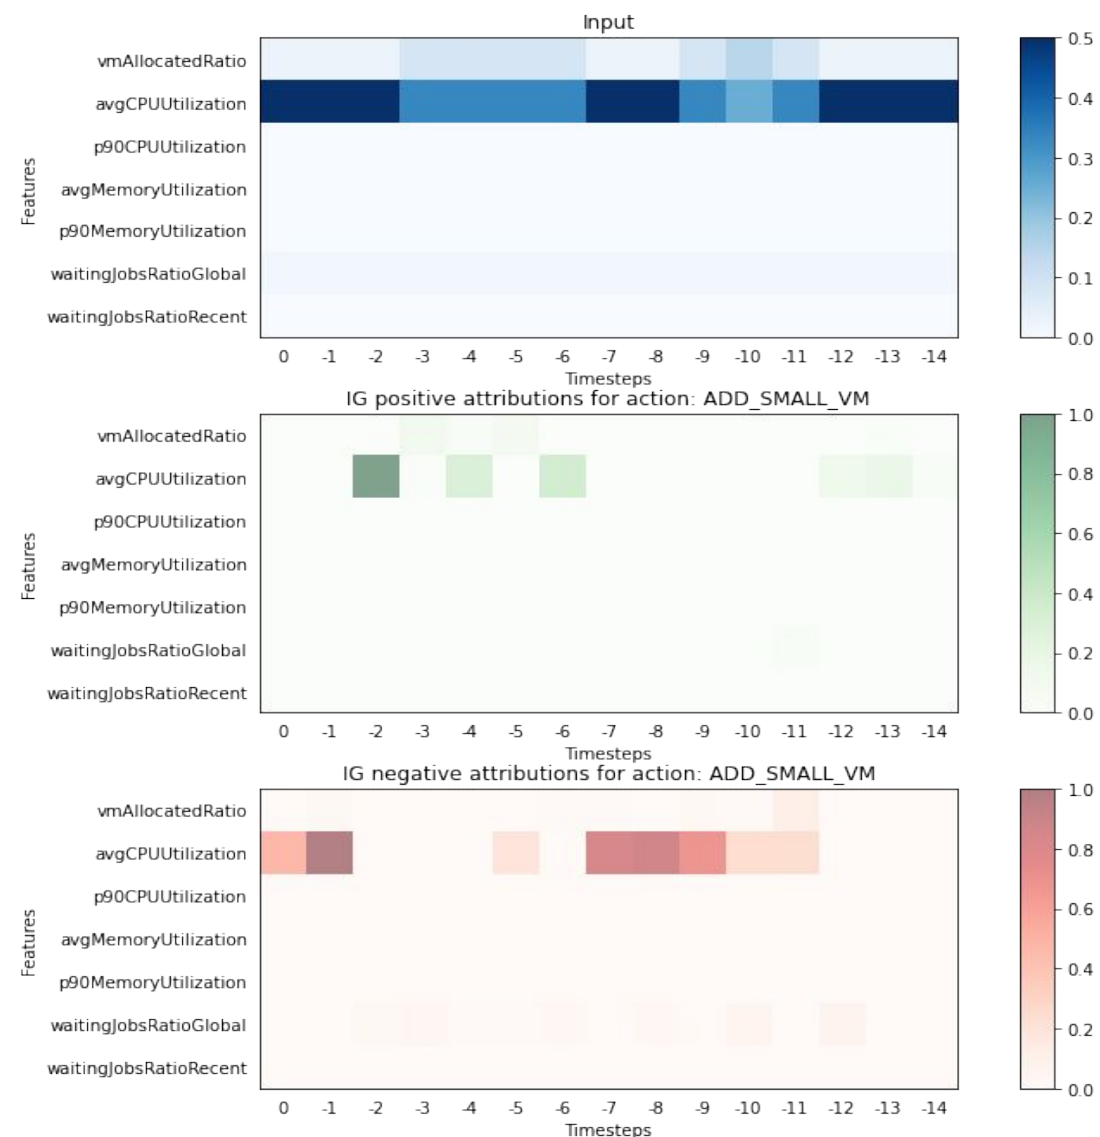 Input
vmAllocatedRatio
avgCPUUtilization
p90CPUUtilization
avgMemoryUtilization
p90MemoryUtilization
waitingJobsRatioGlobal
waitingJobsRatioRecent
Features
0 -1 -2 -3 -4 -5 -6 -7 -8 -9 -10 -11 -12 -13 -14
Timesteps
0.5
0.4
0.3
0.2
0.1
0.0
IG positive attributions for action: ADD_SMALL_VM
vmAllocatedRatio
avgCPUUtilization
p90CPUUtilization
avgMemoryUtilization
p90MemoryUtilization
waitingJobsRatioGlobal
waitingJobsRatioRecent
Features
0 -1 -2 -3 -4 -5 -6 -7 -8 -9 -10 -11 -12 -13 -14
Timesteps
1.0
0.8
0.6
0.4
0.2
0.0
IG negative attributions for action: ADD_SMALL_VM
vmAllocatedRatio
avgCPUUtilization
p90CPUUtilization
avgMemoryUtilization
p90MemoryUtilization
waitingJobsRatioGlobal
waitingJobsRatioRecent
Features
0 -1 -2 -3 -4 -5 -6 -7 -8 -9 -10 -11 -12 -13 -14
Timesteps
1.0
0.8
0.6
0.4
0.2
0.0